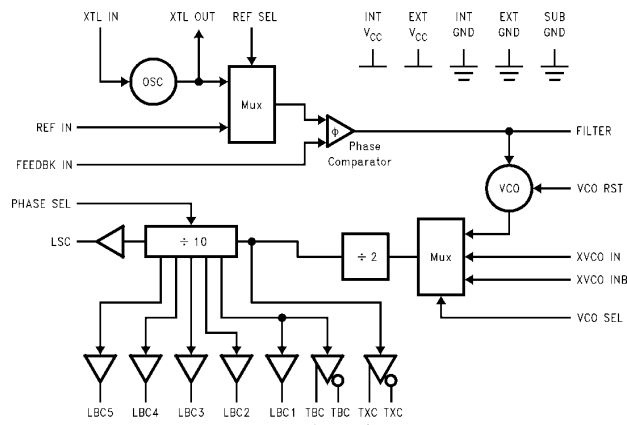 XTL IN
XTL OUT
REF SEL
INT
VCC
EXT
VCC
INT
GND
EXT
GND
SUB
GND
OSC
Mux
REF IN
FEEDBK IN
ϕ
Phase
Comparator
FILTER
VCO
VCO RST
PHASE SEL
LSC
÷ 10
÷ 2
Mux
XVCO IN
XVCO INB
VCO SEL
LBC5
LBC4
LBC3
LBC2
LBC1
TBC
TBC
TXC
TXC